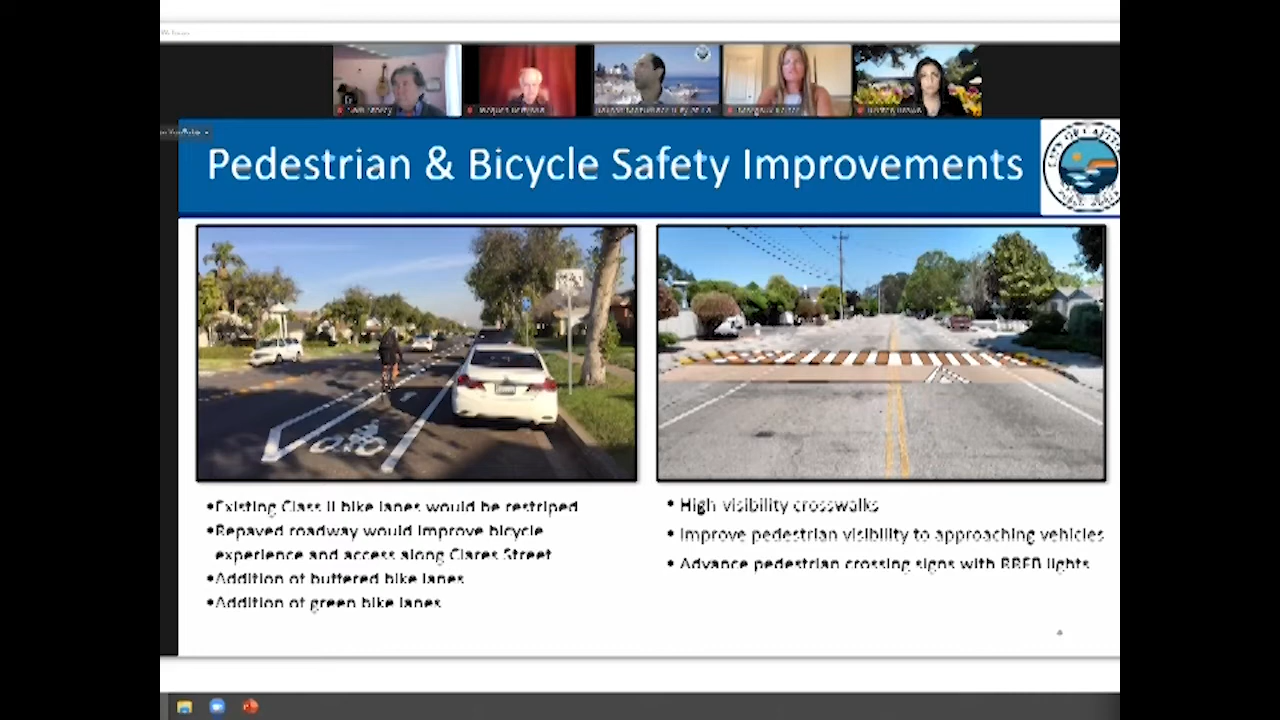 Pedestrian & Bicycle Safety Improvements
•Existing Class II bike lanes would be restriped
•Repaved roadway would improve bicycle
experience and access along Clares Street
•Addition of buffered bike lanes
•Addition of green bike lanes
• High visibility crosswalks
• Improve pedestrian visibility to approaching vehicles
• Advance pedestrian crossing signs with RRFB lights